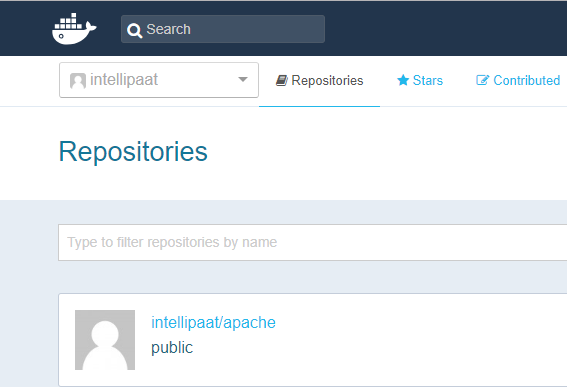 Search
intellipaat Repositories Stars Contributed
Repositories
Type to filter repositories by name
intellipaat/apache
public